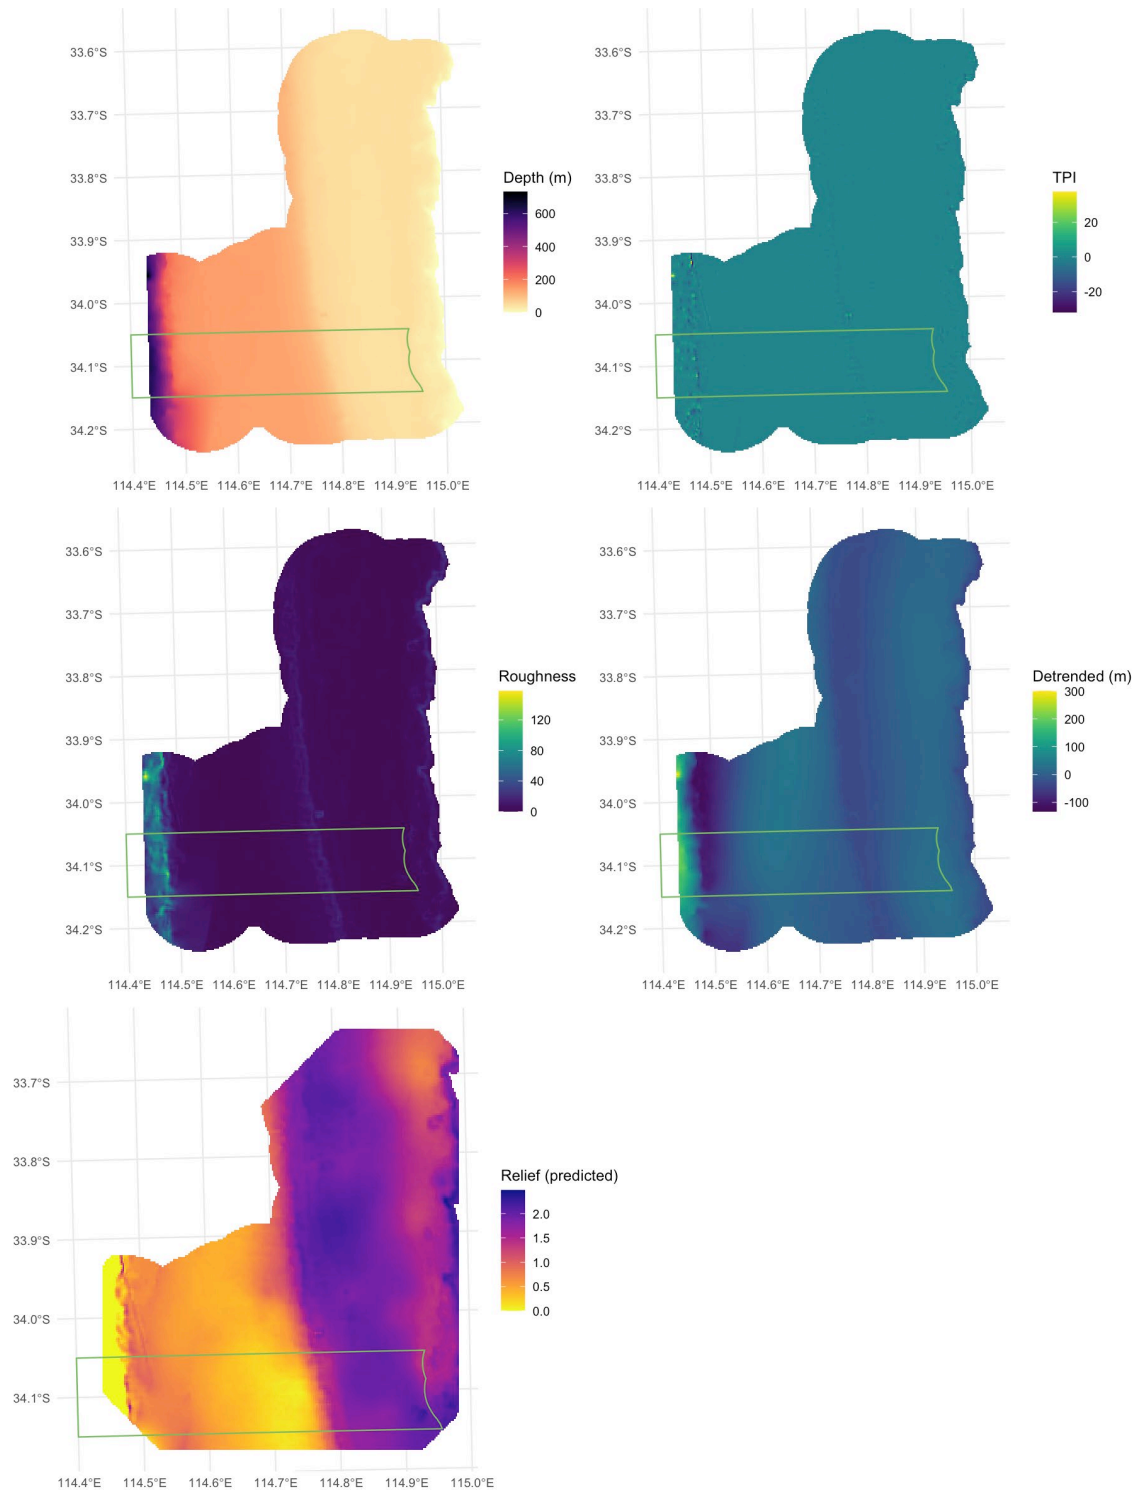 33.6°S
33.7°S
33.8°S
33.9°S
34.0°S
34.1°S
34.2°S
114.4°E 114.5°E 114.6°E 114.7°E 114.8°E 114.9°E 115.0°E
Depth (m)
600
400
200
0
33.6°S
33.7°S
33.8°S
33.9°S
34.0°S
34.1°S
34.2°S
114.4°E 114.5°E 114.6°E 114.7°E 114.8°E 114.9°E 115.0°E
TPI
20
0
-20
33.6°S
33.7°S
33.8°S
33.9°S
34.0°S
34.1°S
34.2°S
114.4°E 114.5°E 114.6°E 114.7°E 114.8°E 114.9°E 115.0°E
Roughness
120
80
40
0
33.6°S
33.7°S
33.8°S
33.9°S
34.0°S
34.1°S
34.2°S
114.4°E 114.5°E 114.6°E 114.7°E 114.8°E 114.9°E 115.0°E
Detrended (m)
300
200
100
0
-100
33.7°S
33.8°S
33.9°S
34.0°S
34.1°S
114.4°E 114.5°E 114.6°E 114.7°E 114.8°E 114.9°E 115.0°E
Relief (predicted)
2.0
1.5
1.0
0.5
0.0